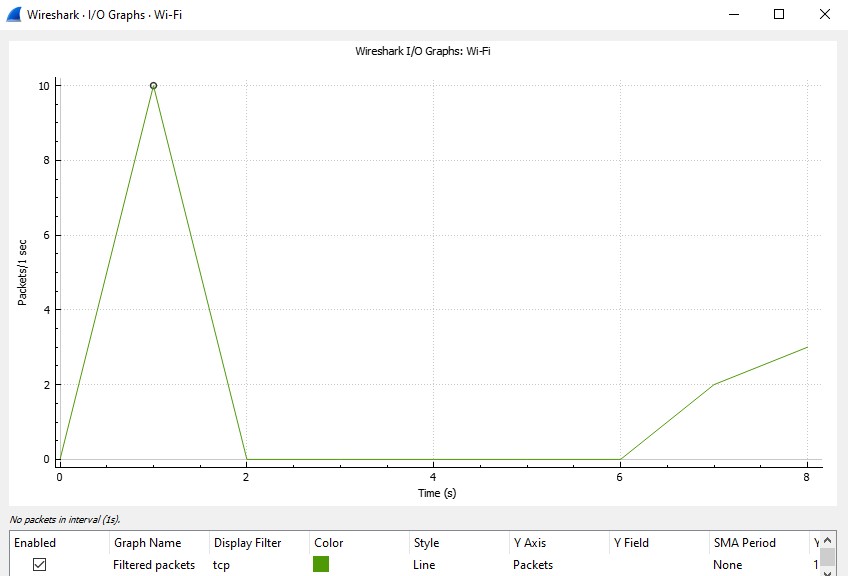 Wireshark · I/O Graphs · Wi-Fi
Wireshark I/O Graphs: Wi-Fi
10
8
6
4
2
0
Packets/1 sec
0 2 4 6 8
Time (s)
No packets in interval (1s).
Enabled Graph Name Display Filter Color Style Y Axis Y Field SMA Period Y
Filtered packets tcp Line Packets None 1